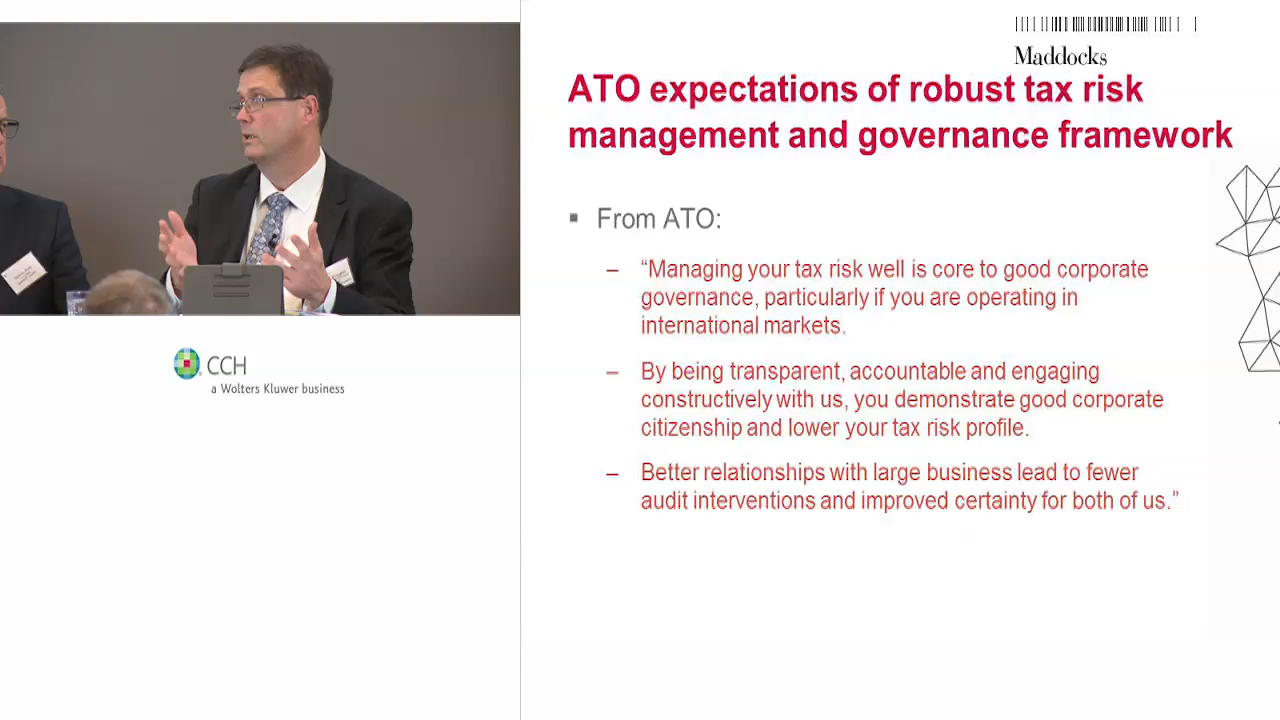 Maddocks
ATO expectations of robust tax risk
management and governance framework
▪ From ATO:
– “Managing your tax risk well is core to good corporate
governance, particularly if you are operating in
international markets.
– By being transparent, accountable and engaging
constructively with us, you demonstrate good corporate
citizenship and lower your tax risk profile.
– Better relationships with large business lead to fewer
audit interventions and improved certainty for both of us.”
CCH
a Wolters Kluwer business